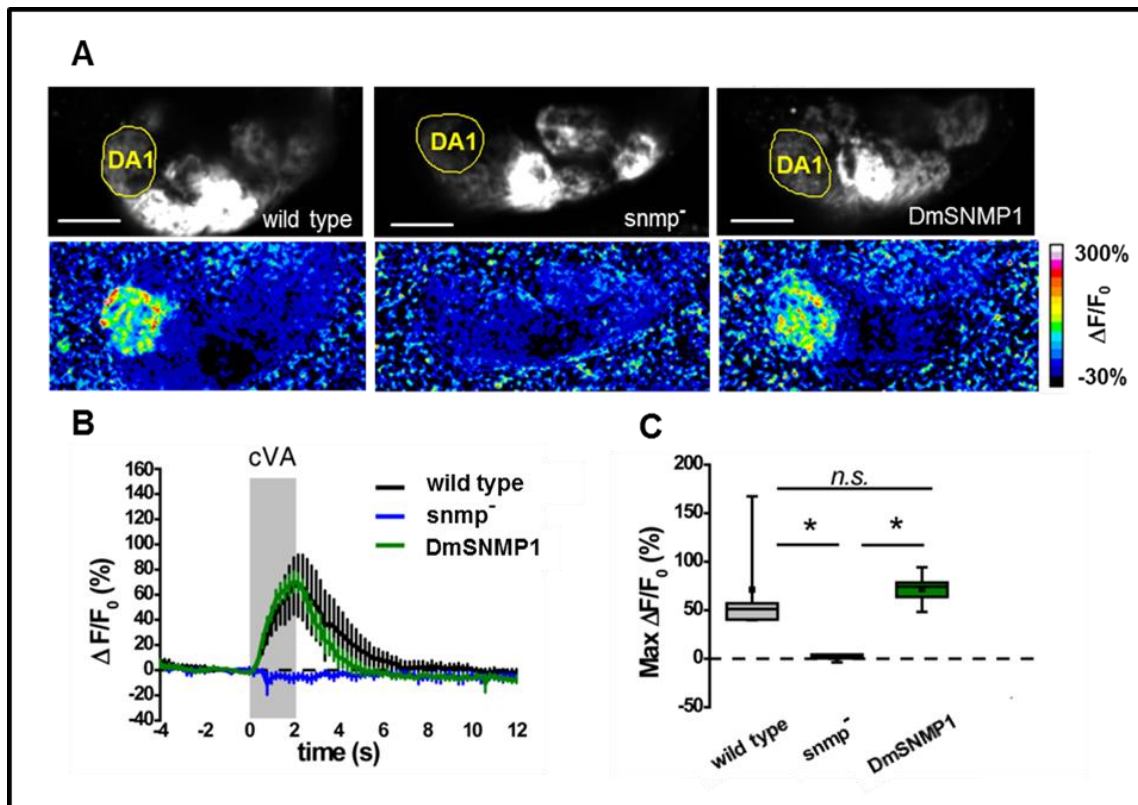 A
DA1
wild type
DA1
snmp-
DA1
DmSNMP1
300%
ΔF/F0
-30%
B
cVA
wild type
snmp-
DmSNMP1
160
140
120
100
80
60
40
20
0
-20
-40
Δ F/F0 (%)
-4 -2 0 2 4 6 8 10 12
time (s)
C
200
150
100
50
0
-50
Max ΔF/F0 (%)
n.s.
* *
wild type
snmp-
DmSNMP1